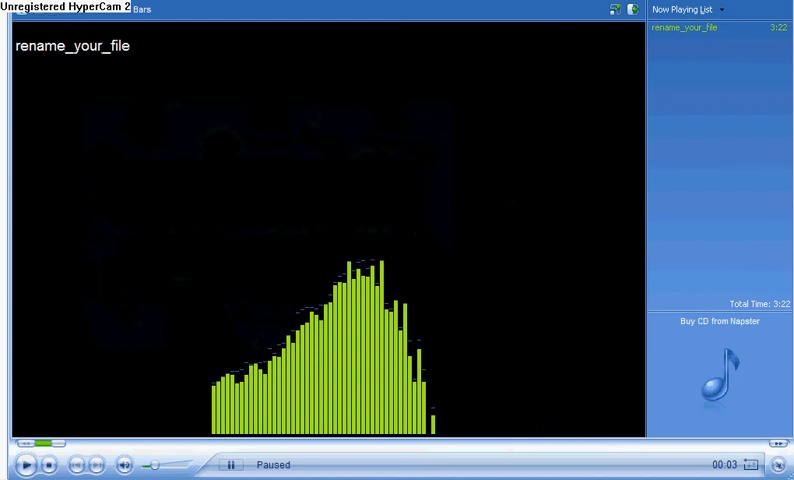 Unregistered HyperCam 2
Bars
Now Playing List
rename_your_file
rename_your_file 3:22
Total Time: 3:22
Buy CD from Napster
Paused
00:03